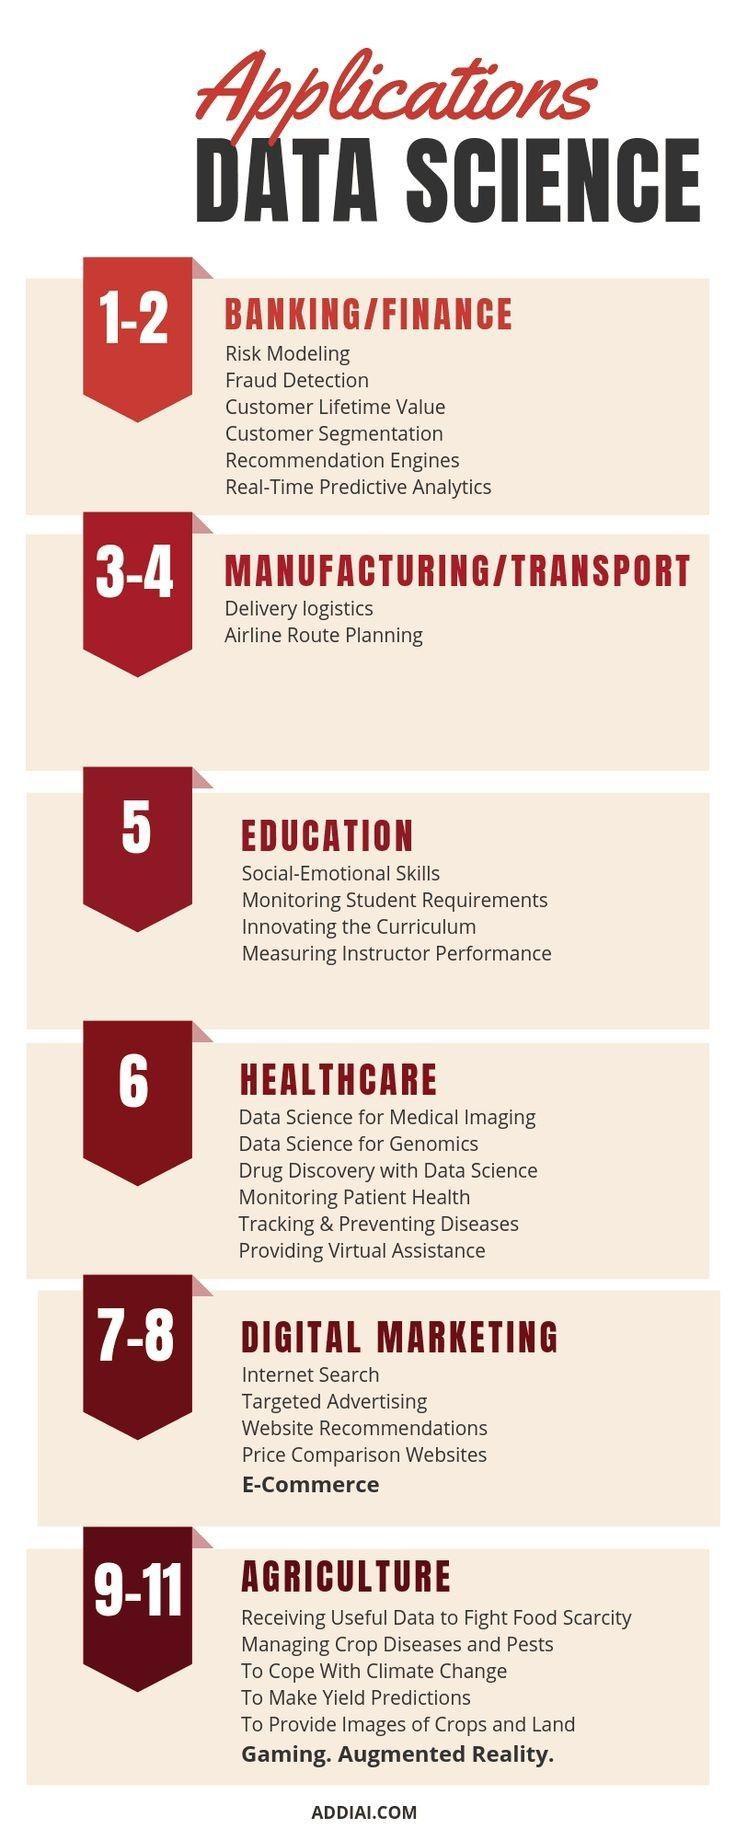 Applications
DATA SCIENCE
1-2
BANKING/FINANCE
Risk Modeling
Fraud Detection
Customer Lifetime Value
Customer Segmentation
Recommendation Engines
Real-Time Predictive Analytics
3-4
MANUFACTURING/TRANSPORT
Delivery logistics
Airline Route Planning
5
EDUCATION
Social-Emotional Skills
Monitoring Student Requirements
Innovating the Curriculum
Measuring Instructor Performance
6
HEALTHCARE
Data Science for Medical Imaging
Data Science for Genomics
Drug Discovery with Data Science
Monitoring Patient Health
Tracking & Preventing Diseases
Providing Virtual Assistance
7-8
DIGITAL MARKETING
Internet Search
Targeted Advertising
Website Recommendations
Price Comparison Websites
E-Commerce
9-11
AGRICULTURE
Receiving Useful Data to Fight Food Scarcity
Managing Crop Diseases and Pests
To Cope With Climate Change
To Make Yield Predictions
To Provide Images of Crops and Land
Gaming. Augmented Reality.
ADDIAI.COM